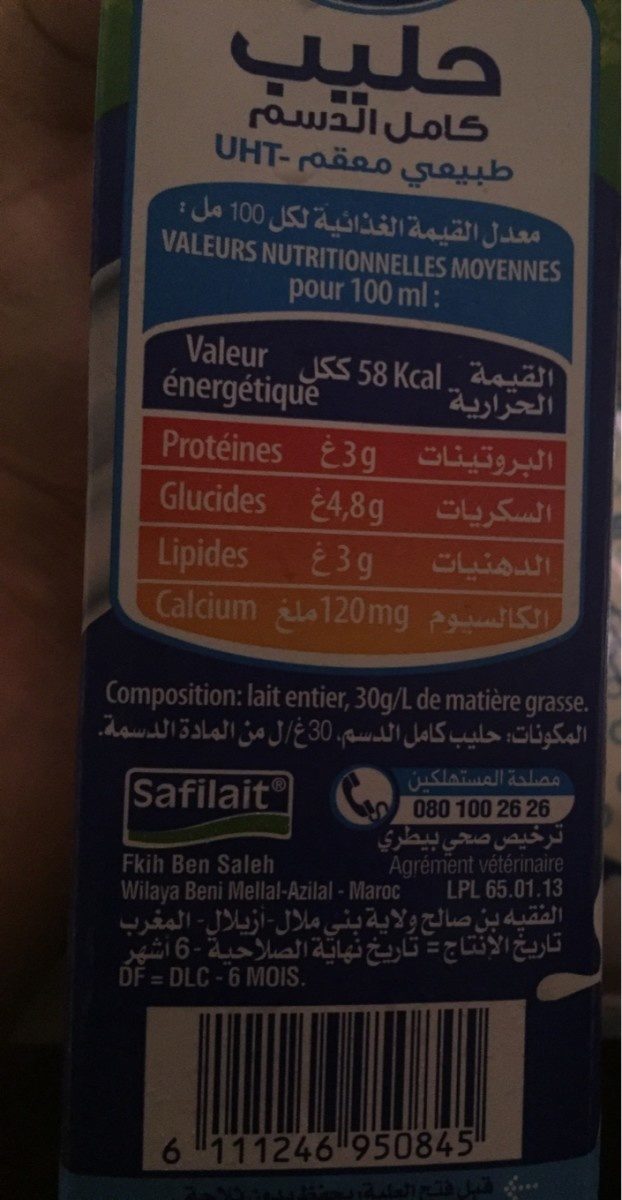 حليب
كامل الدسم
طبيعي معقم -UHT
معدل القيمة الغذائية لكل 100 مل :
VALEURS NUTRITIONNELLES MOYENNES
pour 100 ml :
Valeur énergétique 58 Kcal ككل القيمة الحرارية
Protéines 3g غ البروتينات
Glucides 4,8g غ السكريات
Lipides 3g غ الدهنيات
Calcium 120mg ملغ الكالسيوم
Composition: lait entier, 30g/L de matière grasse.
المكونات: حليب كامل الدسم، 30غ/ل من المادة الدسمة.
Safilait®
مصلحة المستهلكين
080 100 26 26
ترخيص صحي بيطري
Fkih Ben Saleh Agrément vétérinaire
Wilaya Beni Mellal-Azilal - Maroc LPL 65.01.13
الفقيه بن صالح ولاية بني ملال-أزيلال- المغرب
تاريخ الإنتاج = تاريخ نهاية الصلاحية -6 أشهر
DF = DLC - 6 MOIS.
6 111246 950845